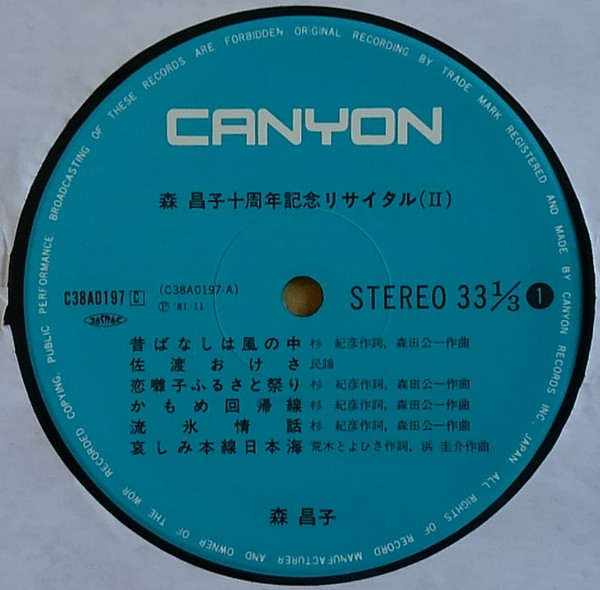 CANYON
森 昌子十周年記念リサイタル(II)
C38A0197 C
(C38A0197-A)
Ⓟ '81.11
STEREO 33 1/3 1
昔ばなしは風の中 杉 紀彦作詞, 森田公一作曲
佐渡おけさ 民謡
恋囃子ふるさと祭り 杉 紀彦作詞, 森田公一作曲
かもめ回帰線 杉 紀彦作詞, 森田公一作曲
流氷情話 杉 紀彦作詞, 森田公一作曲
哀しみ本線日本海 荒木とよひさ作詞, 浜 圭介作曲
森 昌子
ORIGINAL RECORDING BY TRADE MARK REGISTERED AND MADE BY CANYON RECORDS INC. JAPAN ALL RIGHTS OF RECORD MANUFACTURER AND OWNER OF THE WOR RECORDED COPYING, PUBLIC PERFORMANCE BROADCASTING OF THESE RECORDS ARE FORBIDDEN